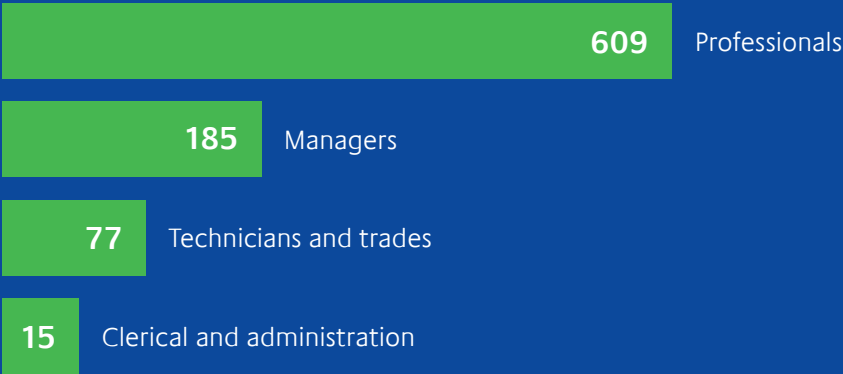 609 Professionals
185 Managers
77 Technicians and trades
15 Clerical and administration